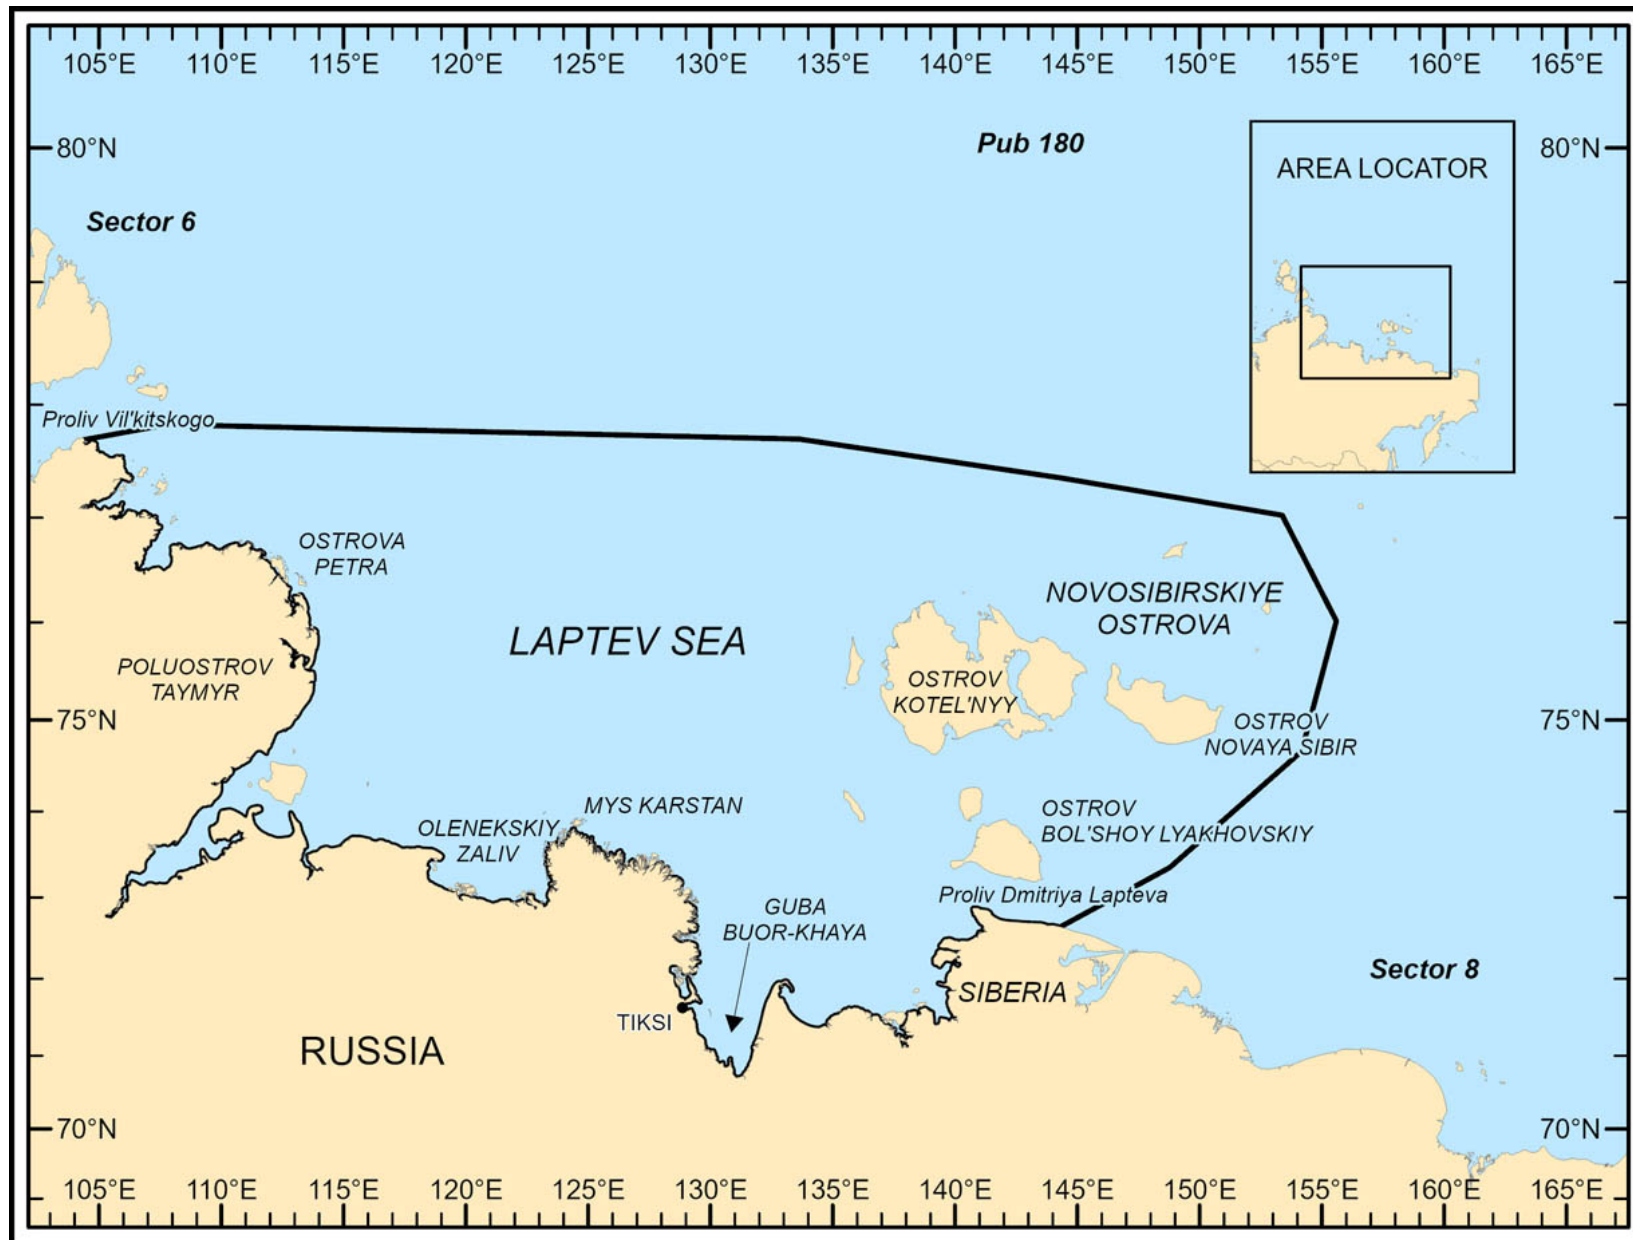 105°E 110°E 115°E 120°E 125°E 130°E 135°E 140°E 145°E 150°E 155°E 160°E 165°E
80°N
Pub 180
80°N
AREA LOCATOR
Sector 6
Proliv Vil'kitskogo
OSTROVA
PETRA
NOVOSIBIRSKIYE
OSTROVA
LAPTEV SEA
POLUOSTROV
TAYMYR
OSTROV
KOTEL'NYY
75°N
OSTROV
NOVAYA SIBIR
75°N
MYS KARSTAN
OSTROV
BOL'SHOY LYAKHOVSKIY
OLENEKSKIY
ZALIV
Proliv Dmitriya Lapteva
GUBA
BUOR-KHAYA
Sector 8
SIBERIA
TIKSI
RUSSIA
70°N
70°N
105°E 110°E 115°E 120°E 125°E 130°E 135°E 140°E 145°E 150°E 155°E 160°E 165°E